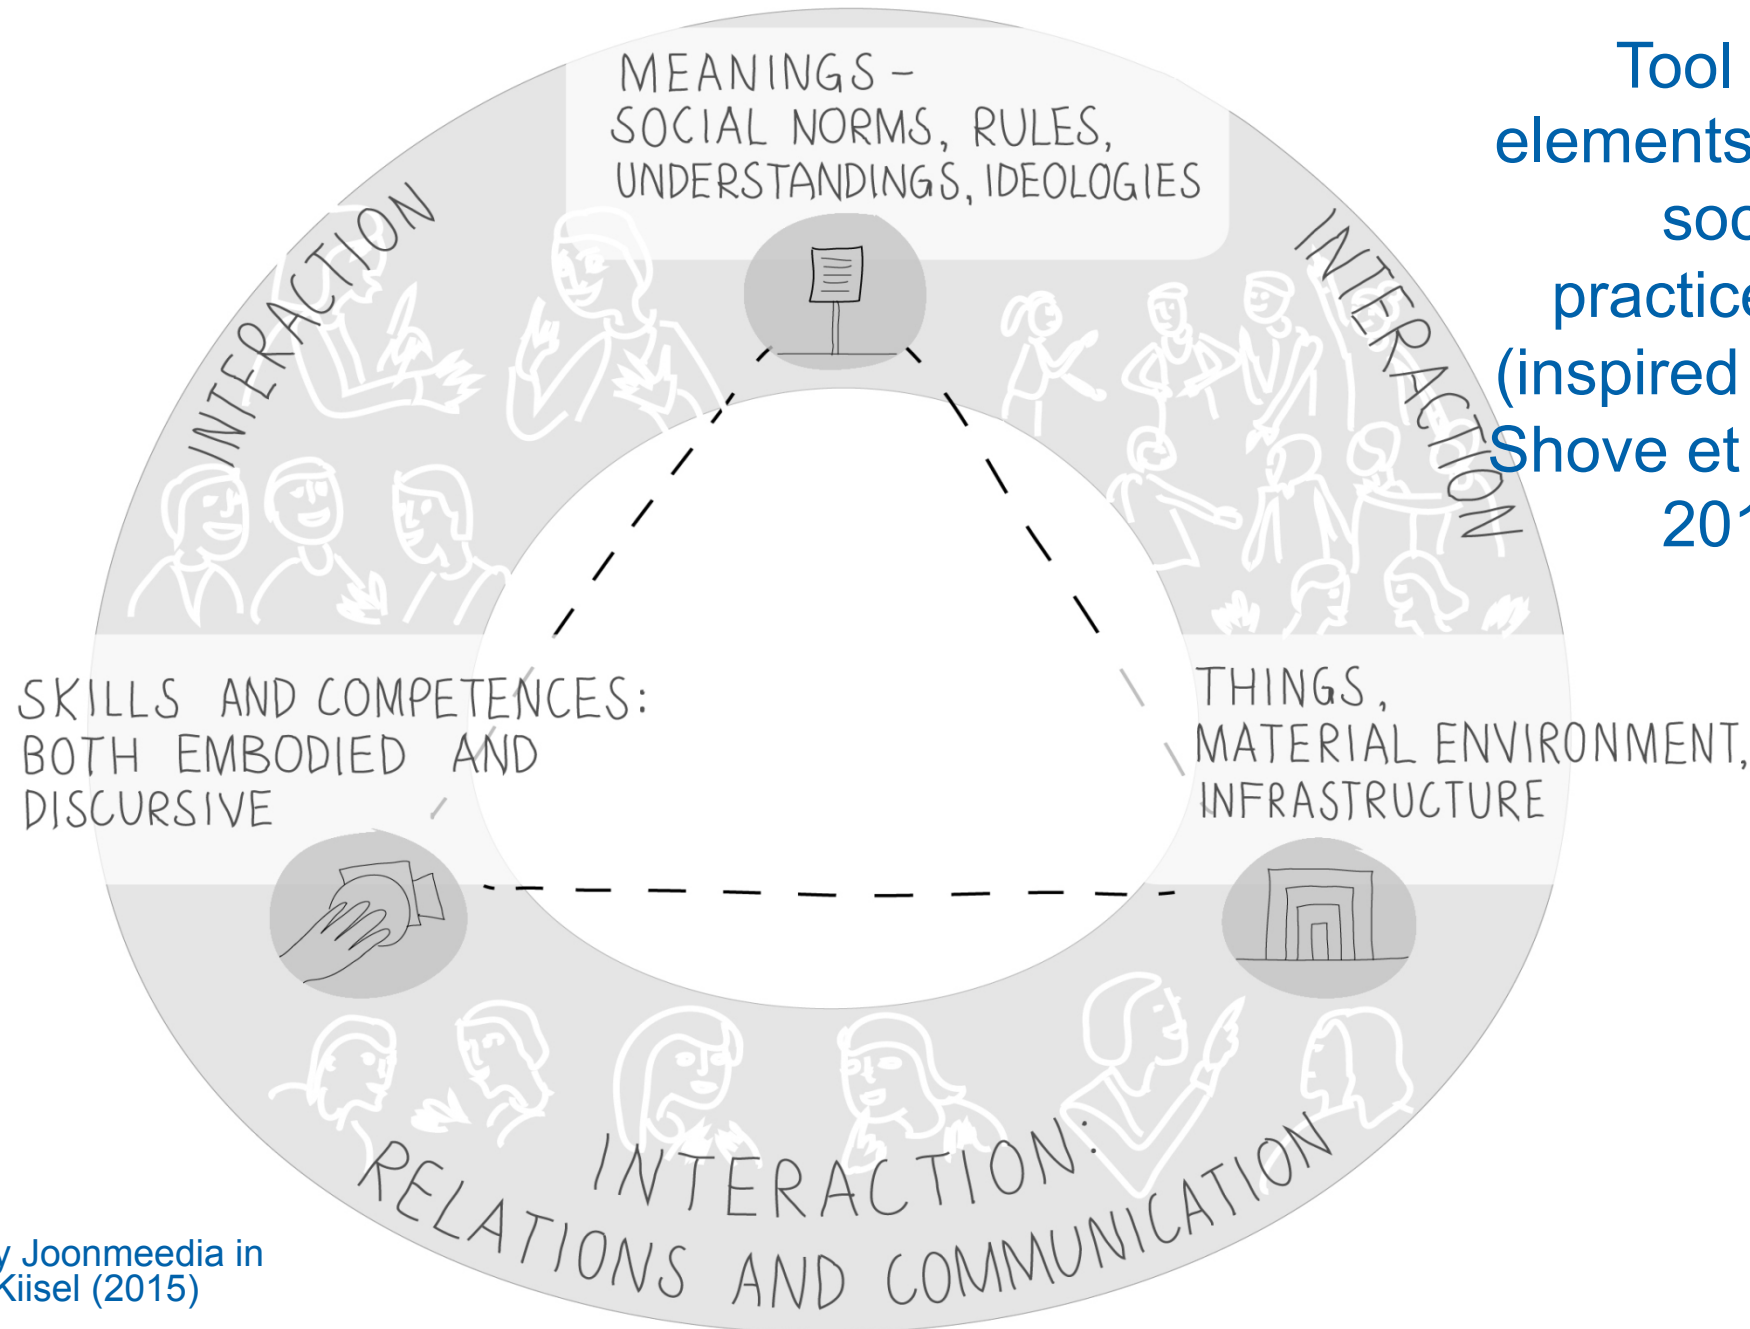 MEANINGS –
SOCIAL NORMS, RULES,
UNDERSTANDINGS, IDEOLOGIES
Tool
elements
soc
practice
(inspired
Shove et
201
INTERACTION
INTERACTION
SKILLS AND COMPETENCES:
BOTH EMBODIED AND
DISCURSIVE
THINGS,
MATERIAL ENVIRONMENT,
INFRASTRUCTURE
INTERACTION:
RELATIONS AND COMMUNICATION
y Joonmeedia in
Kiisel (2015)